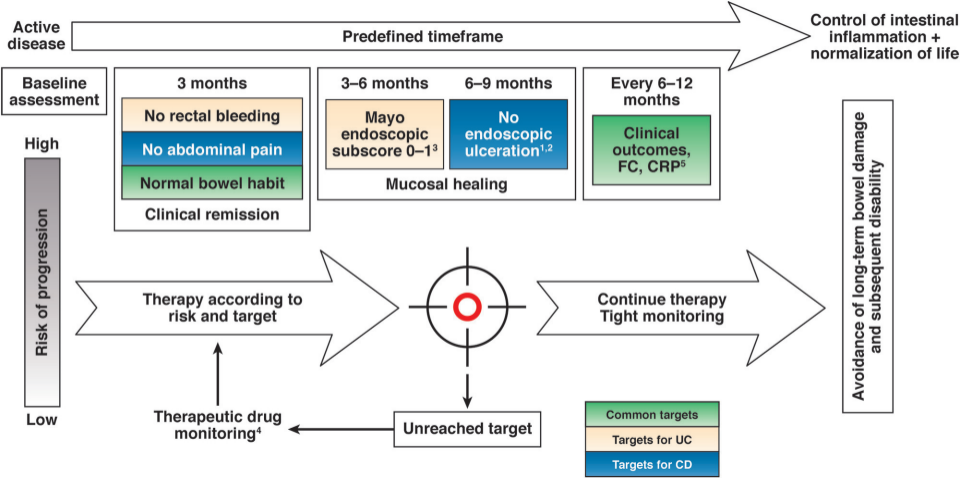 Active
disease
Predefined timeframe
Control of intestinal
inflammation +
normalization of life
Baseline
assessment
3 months
No rectal bleeding
No abdominal pain
Normal bowel habit
Clinical remission
3–6 months
Mayo
endoscopic
subscore 0–1³
6–9 months
No
endoscopic
ulceration¹,²
Mucosal healing
Every 6–12
months
Clinical
outcomes,
FC, CRP⁵
High
Risk of progression
Low
Therapy according to
risk and target
Continue therapy
Tight monitoring
Avoidance of long-term bowel damage
and subsequent disability
Therapeutic drug
monitoring⁴
Unreached target
Common targets
Targets for UC
Targets for CD